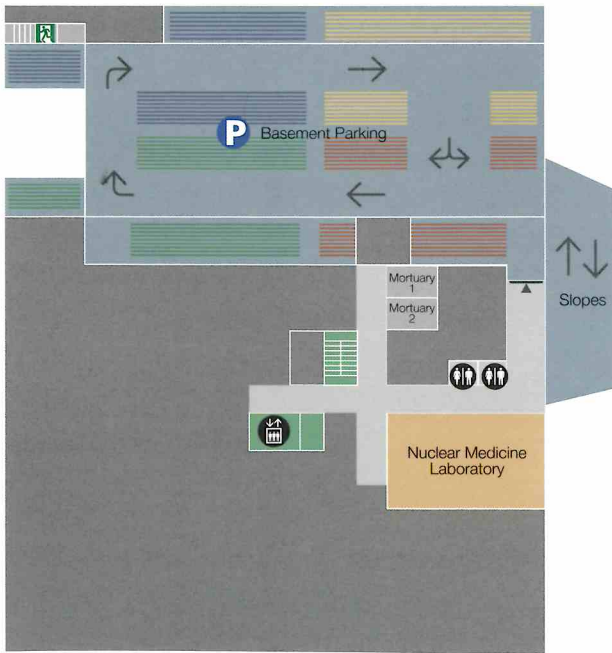 P Basement Parking
Mortuary
1
Mortuary
2
Slopes
Nuclear Medicine
Laboratory